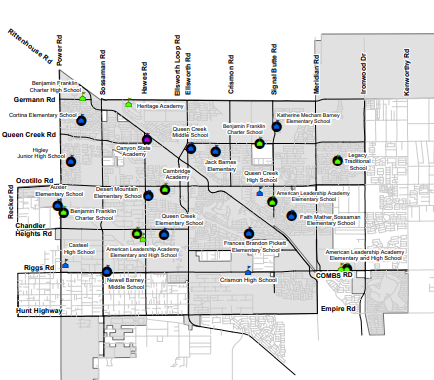 Rittenhouse Rd
Power Rd
Sossaman Rd
Hawes Rd
Ellsworth Loop Rd
Ellsworth Rd
Crismon Rd
Signal Butte Rd
Meridian Rd
Ironwood Dr
Kenworthy Rd
Benjamin Franklin
Charter School
Germann Rd
Heritage Academy
Cortina Elementary School
Queen Creek
Middle School
Benjamin Franklin
Charter School
Katherine Mecham Barney
Elementary School
Queen Creek Rd
Higley
Junior High School
Canyon State
Academy
Jack Barnes
Elementary
Legacy
Traditional
School
Cambridge
Academy
Queen Creek
High School
Ocotillo Rd
Recker Rd
Auxier
Elementary School
Desert Mountain
Elementary School
American Leadership Academy
Elementary School
Benjamin Franklin
Charter School
Queen Creek
Elementary School
Faith Mather Sossaman
Elementary School
Chandler
Heights Rd
Casteel
High School
American Leadership Academy
Elementary and High School
Frances Brandon Pickett
Elementary School
American Leadership Academy
Elementary and High School
Riggs Rd
Newell Barney
Middle School
Crismon High School
COMBS RD
Hunt Highway
Empire Rd